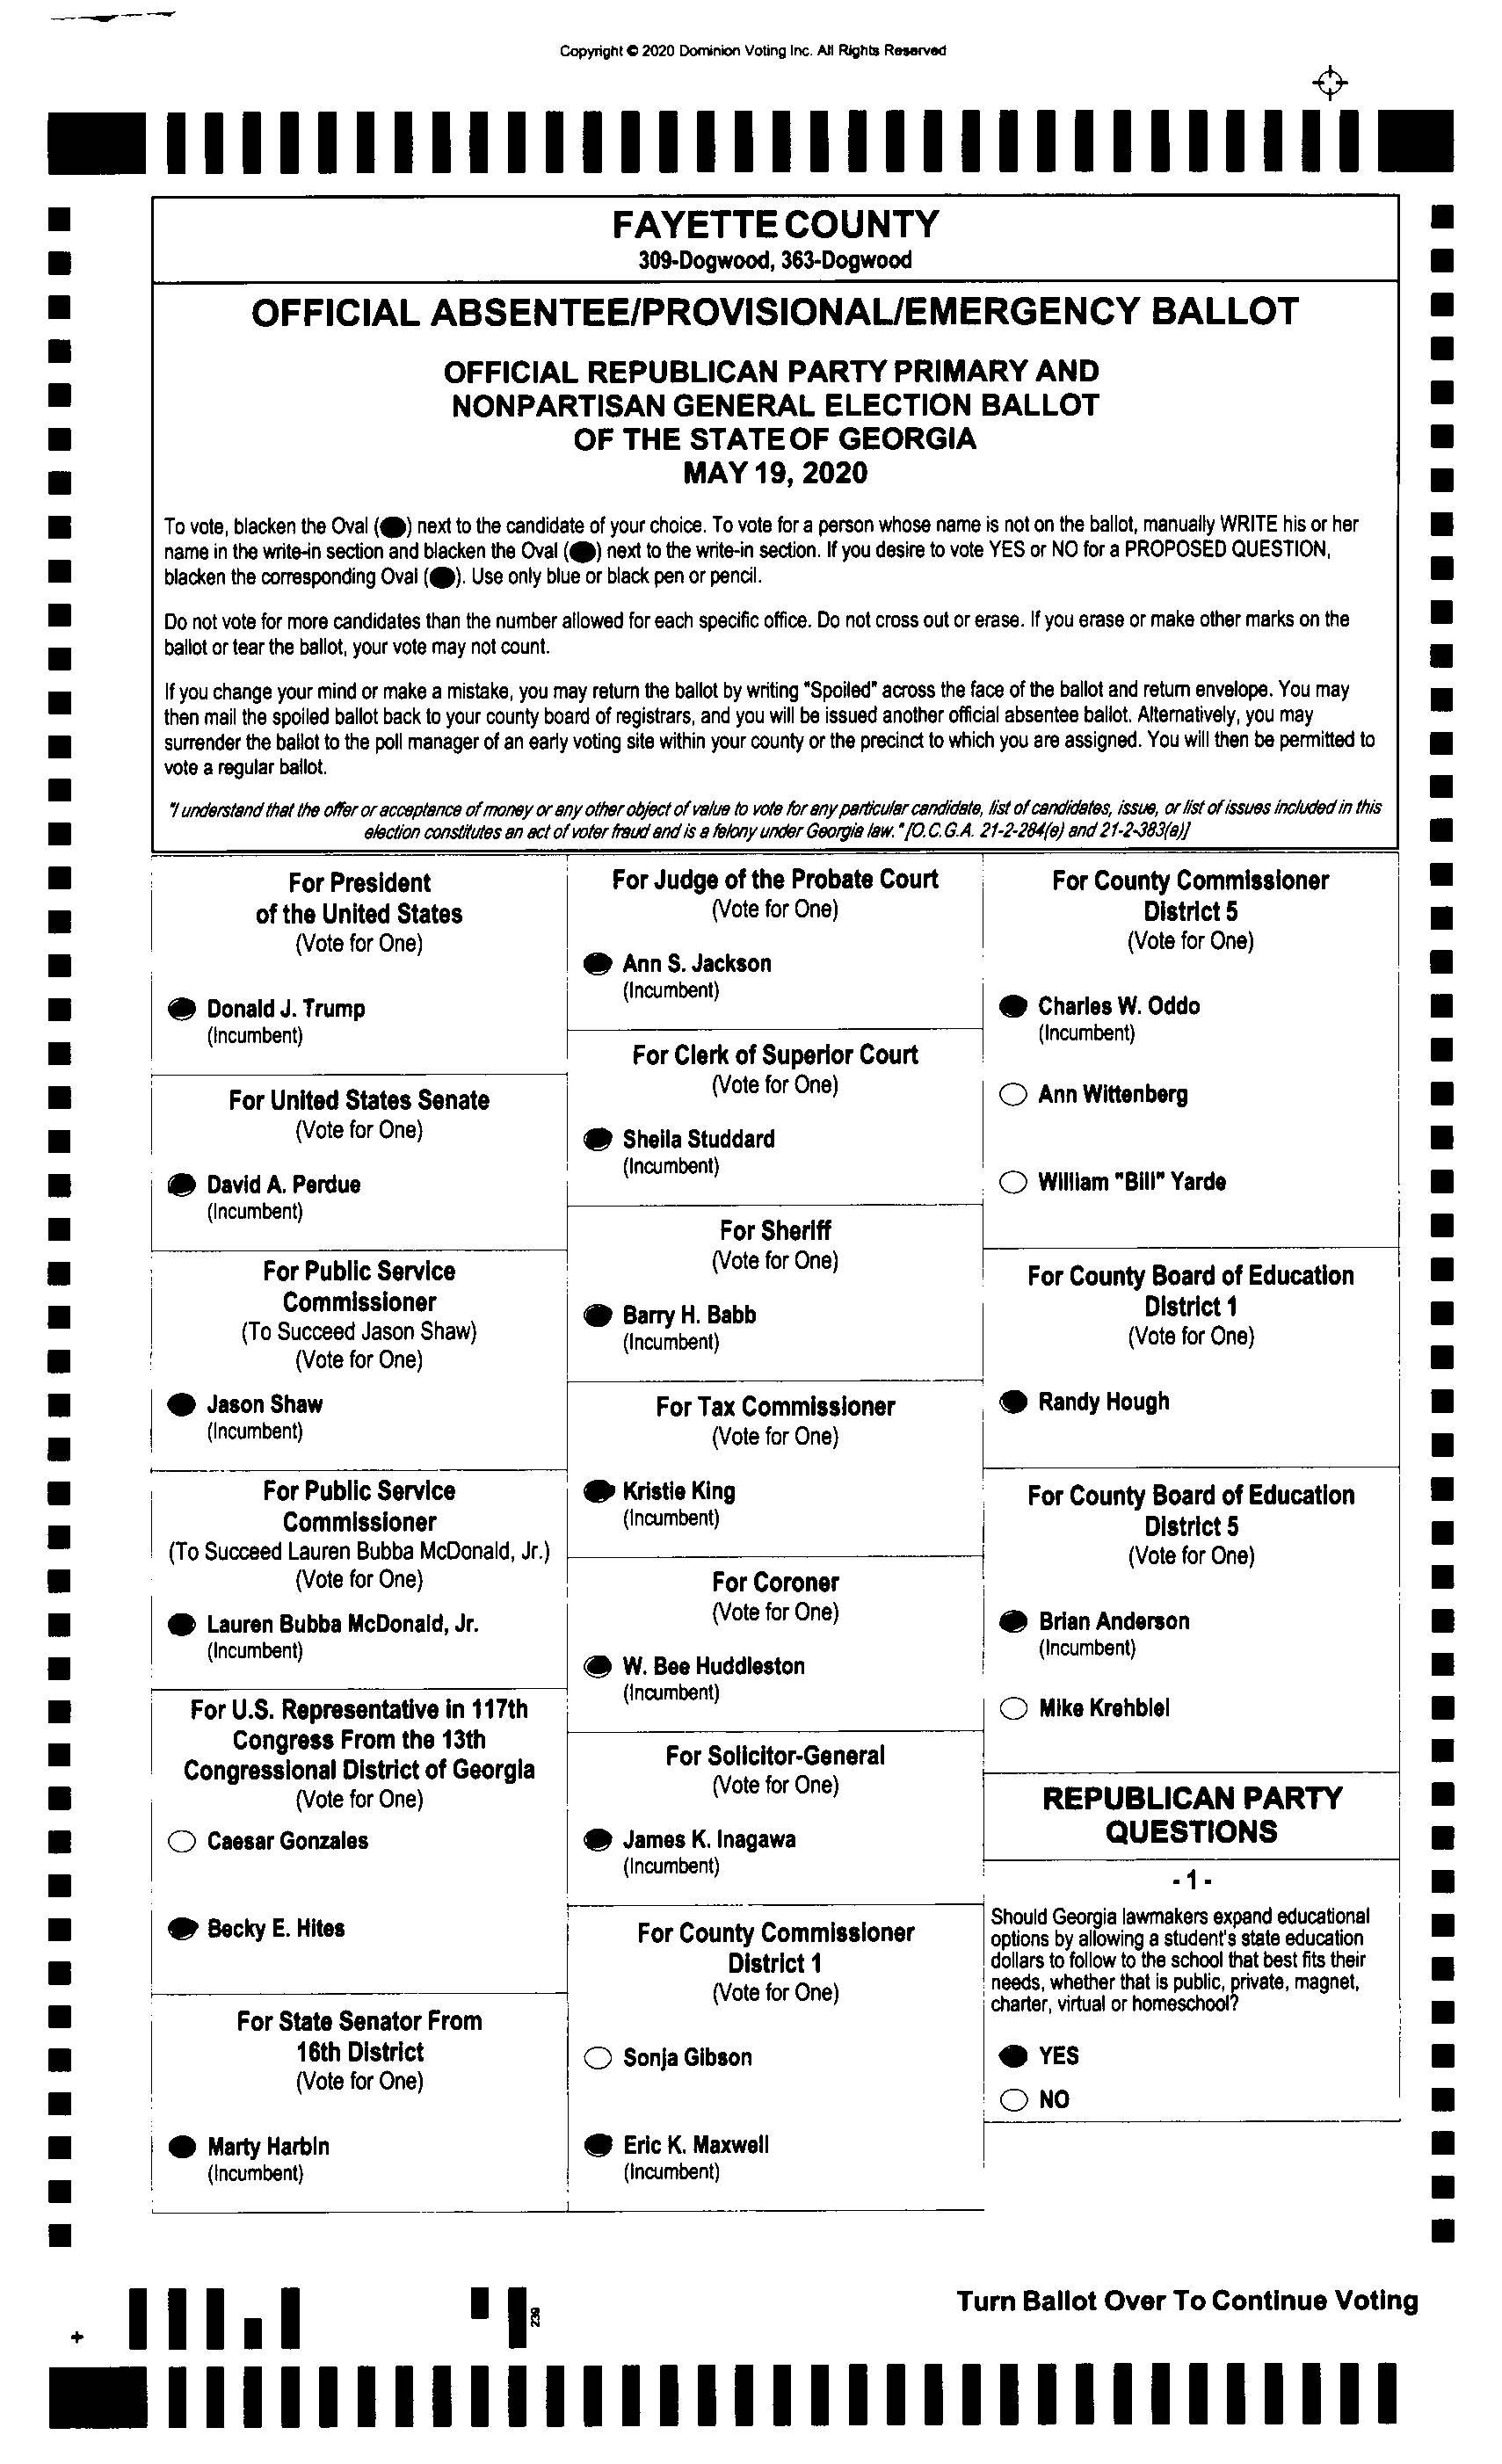 Copyright © 2020 Dominion Voting Inc. All Rights Reserved
FAYETTE COUNTY
309-Dogwood, 363-Dogwood
OFFICIAL ABSENTEE/PROVISIONAL/EMERGENCY BALLOT
OFFICIAL REPUBLICAN PARTY PRIMARY AND
NONPARTISAN GENERAL ELECTION BALLOT
OF THE STATE OF GEORGIA
MAY 19, 2020
To vote, blacken the Oval ( ) next to the candidate of your choice. To vote for a person whose name is not on the ballot, manually WRITE his or her
name in the write-in section and blacken the Oval ( ) next to the write-in section. If you desire to vote YES or NO for a PROPOSED QUESTION,
blacken the corresponding Oval ( ). Use only blue or black pen or pencil.
Do not vote for more candidates than the number allowed for each specific office. Do not cross out or erase. If you erase or make other marks on the
ballot or tear the ballot, your vote may not count.
If you change your mind or make a mistake, you may return the ballot by writing "Spoiled" across the face of the ballot and return envelope. You may
then mail the spoiled ballot back to your county board of registrars, and you will be issued another official absentee ballot. Alternatively, you may
surrender the ballot to the poll manager of an early voting site within your county or the precinct to which you are assigned. You will then be permitted to
vote a regular ballot.
"I understand that the offer or acceptance of money or any other object of value to vote for any particular candidate, list of candidates, issue, or list of issues included in this
election constitutes an act of voter fraud and is a felony under Georgia law." [O.C.G.A. 21-2-284(e) and 21-2-383(a)]
For President
of the United States
(Vote for One)
Donald J. Trump
(Incumbent)
For United States Senate
(Vote for One)
David A. Perdue
(Incumbent)
For Public Service
Commissioner
(To Succeed Jason Shaw)
(Vote for One)
Jason Shaw
(Incumbent)
For Public Service
Commissioner
(To Succeed Lauren Bubba McDonald, Jr.)
(Vote for One)
Lauren Bubba McDonald, Jr.
(Incumbent)
For U.S. Representative in 117th
Congress From the 13th
Congressional District of Georgia
(Vote for One)
Caesar Gonzales
Becky E. Hites
For State Senator From
16th District
(Vote for One)
Marty Harbin
(Incumbent)
For Judge of the Probate Court
(Vote for One)
Ann S. Jackson
(Incumbent)
For Clerk of Superior Court
(Vote for One)
Sheila Studdard
(Incumbent)
For Sheriff
(Vote for One)
Barry H. Babb
(Incumbent)
For Tax Commissioner
(Vote for One)
Kristie King
(Incumbent)
For Coroner
(Vote for One)
W. Bee Huddleston
(Incumbent)
For Solicitor-General
(Vote for One)
James K. Inagawa
(Incumbent)
For County Commissioner
District 1
(Vote for One)
Sonja Gibson
Eric K. Maxwell
(Incumbent)
For County Commissioner
District 5
(Vote for One)
Charles W. Oddo
(Incumbent)
Ann Wittenberg
William "Bill" Yarde
For County Board of Education
District 1
(Vote for One)
Randy Hough
For County Board of Education
District 5
(Vote for One)
Brian Anderson
(Incumbent)
Mike Krehbiel
REPUBLICAN PARTY
QUESTIONS
- 1 -
Should Georgia lawmakers expand educational
options by allowing a student's state education
dollars to follow to the school that best fits their
needs, whether that is public, private, magnet,
charter, virtual or homeschool?
YES
NO
Turn Ballot Over To Continue Voting
239
+